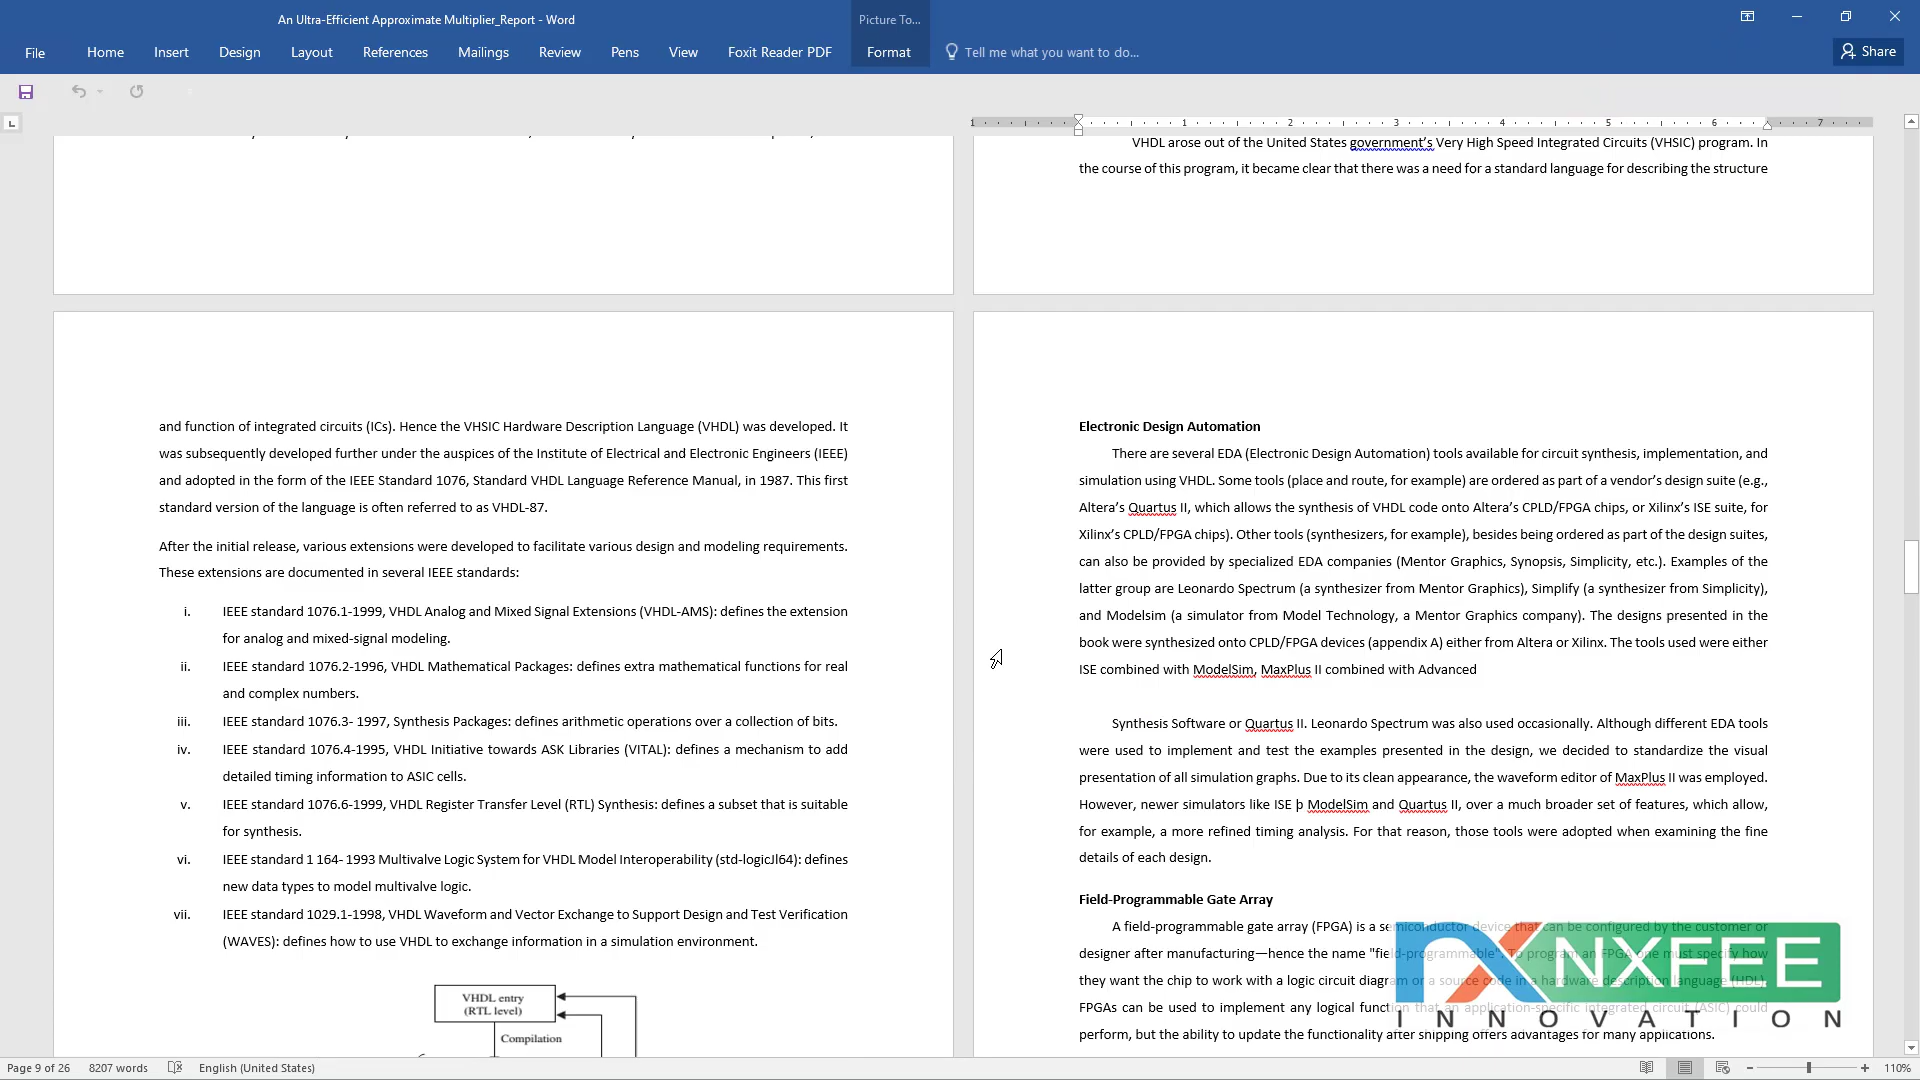 An Ultra-Efficient Approximate Multiplier_Report - Word
Picture To...
File
Home
Insert
Design
Layout
References
Mailings
Review
Pens
View
Foxit Reader PDF
Format
Tell me what you want to do...
Share
1 1 2 3 4 5 6 7
VHDL arose out of the United States government's Very High Speed Integrated Circuits (VHSIC) program. In
the course of this program, it became clear that there was a need for a standard language for describing the structure
and function of integrated circuits (ICs). Hence the VHSIC Hardware Description Language (VHDL) was developed. It
was subsequently developed further under the auspices of the Institute of Electrical and Electronic Engineers (IEEE)
and adopted in the form of the IEEE Standard 1076, Standard VHDL Language Reference Manual, in 1987. This first
standard version of the language is often referred to as VHDL-87.
After the initial release, various extensions were developed to facilitate various design and modeling requirements.
These extensions are documented in several IEEE standards:
i. IEEE standard 1076.1-1999, VHDL Analog and Mixed Signal Extensions (VHDL-AMS): defines the extension
for analog and mixed-signal modeling.
ii. IEEE standard 1076.2-1996, VHDL Mathematical Packages: defines extra mathematical functions for real
and complex numbers.
iii. IEEE standard 1076.3- 1997, Synthesis Packages: defines arithmetic operations over a collection of bits.
iv. IEEE standard 1076.4-1995, VHDL Initiative towards ASK Libraries (VITAL): defines a mechanism to add
detailed timing information to ASIC cells.
v. IEEE standard 1076.6-1999, VHDL Register Transfer Level (RTL) Synthesis: defines a subset that is suitable
for synthesis.
vi. IEEE standard 1 164- 1993 Multivalve Logic System for VHDL Model Interoperability (std-logicJl64): defines
new data types to model multivalve logic.
vii. IEEE standard 1029.1-1998, VHDL Waveform and Vector Exchange to Support Design and Test Verification
(WAVES): defines how to use VHDL to exchange information in a simulation environment.
VHDL entry
(RTL level)
Compilation
Electronic Design Automation
There are several EDA (Electronic Design Automation) tools available for circuit synthesis, implementation, and
simulation using VHDL. Some tools (place and route, for example) are ordered as part of a vendor's design suite (e.g.,
Altera's Quartus II, which allows the synthesis of VHDL code onto Altera's CPLD/FPGA chips, or Xilinx's ISE suite, for
Xilinx's CPLD/FPGA chips). Other tools (synthesizers, for example), besides being ordered as part of the design suites,
can also be provided by specialized EDA companies (Mentor Graphics, Synopsis, Simplicity, etc.). Examples of the
latter group are Leonardo Spectrum (a synthesizer from Mentor Graphics), Simplify (a synthesizer from Simplicity),
and Modelsim (a simulator from Model Technology, a Mentor Graphics company). The designs presented in the
book were synthesized onto CPLD/FPGA devices (appendix A) either from Altera or Xilinx. The tools used were either
ISE combined with ModelSim, MaxPlus II combined with Advanced
Synthesis Software or Quartus II. Leonardo Spectrum was also used occasionally. Although different EDA tools
were used to implement and test the examples presented in the design, we decided to standardize the visual
presentation of all simulation graphs. Due to its clean appearance, the waveform editor of MaxPlus II was employed.
However, newer simulators like ISE þ ModelSim and Quartus II, over a much broader set of features, which allow,
for example, a more refined timing analysis. For that reason, those tools were adopted when examining the fine
details of each design.
Field-Programmable Gate Array
A field-programmable gate array (FPGA) is a semiconductor device that can be configured by the customer or
designer after manufacturing—hence the name "field-programmable". To program an FPGA one must specify how
they want the chip to work with a logic circuit diagram or a source code in a hardware description language (HDL).
FPGAs can be used to implement any logical function that an application-specific integrated circuit (ASIC) could
perform, but the ability to update the functionality after shipping offers advantages for many applications.
NXFEE
INNOVATION
Page 9 of 26
8207 words
English (United States)
110%